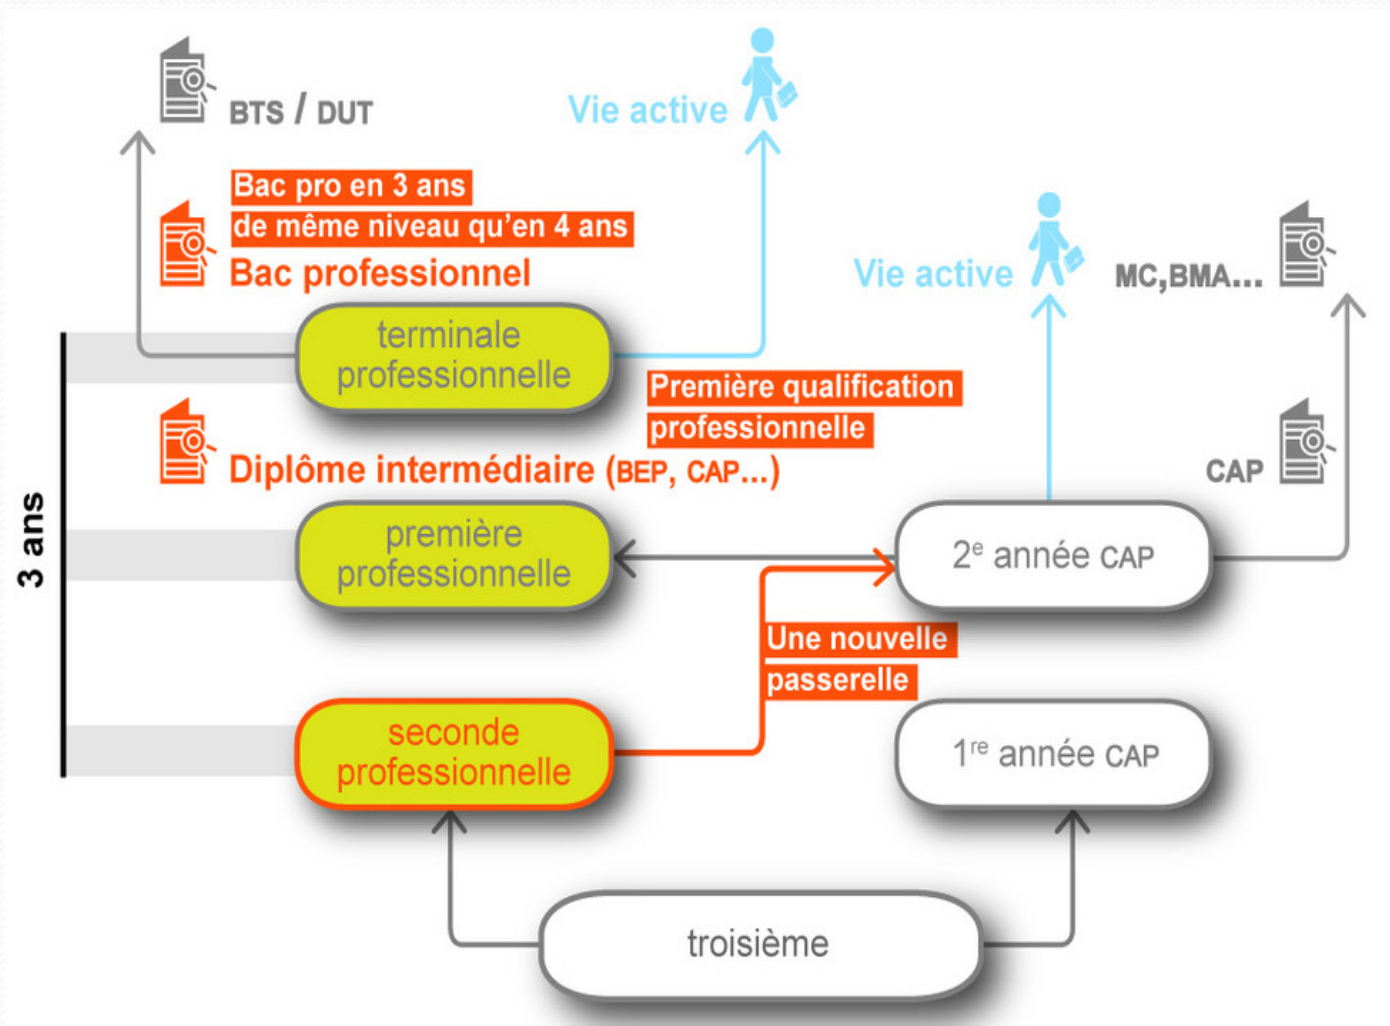 BTS / DUT
Vie active
Bac pro en 3 ans
de même niveau qu'en 4 ans
Bac professionnel
Vie active
MC,BMA...
terminale
professionnelle
Première qualification
professionnelle
Diplôme intermédiaire (BEP, CAP...)
CAP
3 ans
première
professionnelle
2e année CAP
Une nouvelle
passerelle
seconde
professionnelle
1re année CAP
troisième